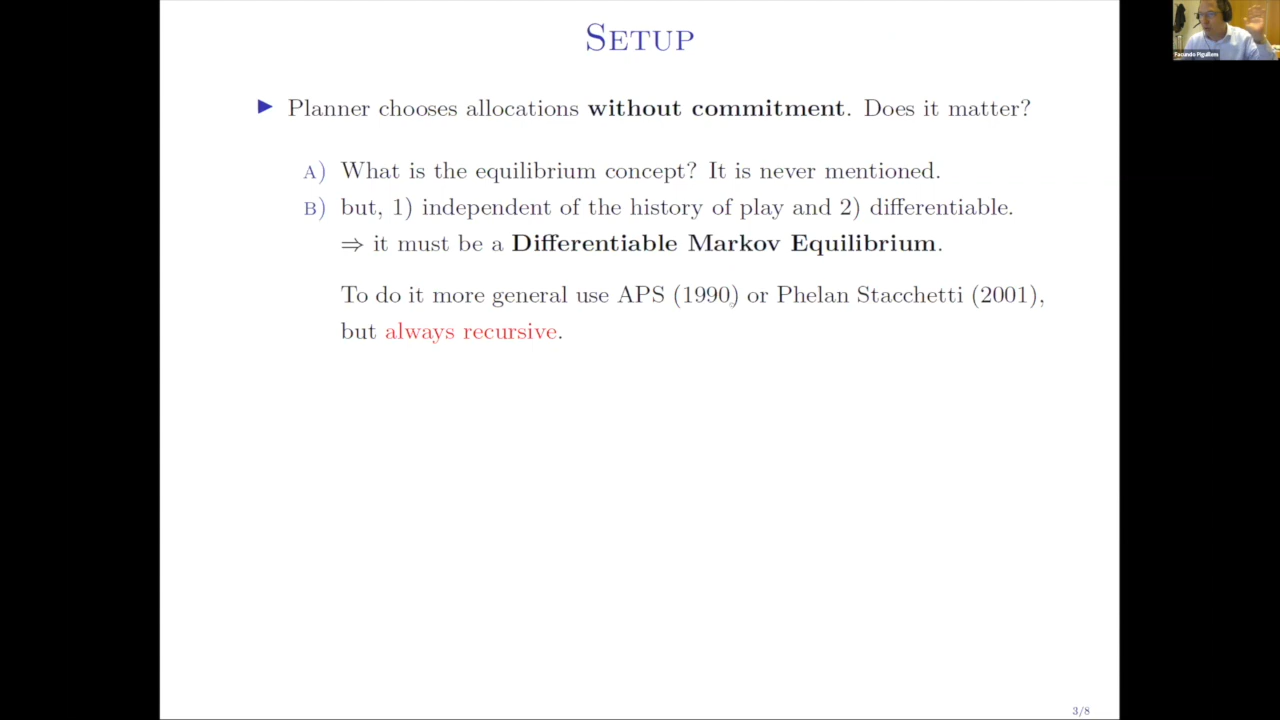 SETUP
▶ Planner chooses allocations without commitment. Does it matter?
A) What is the equilibrium concept? It is never mentioned.
B) but, 1) independent of the history of play and 2) differentiable.
⇒ it must be a Differentiable Markov Equilibrium.
To do it more general use APS (1990) or Phelan Stacchetti (2001),
but always recursive.
3/8
Facundo Piguillem